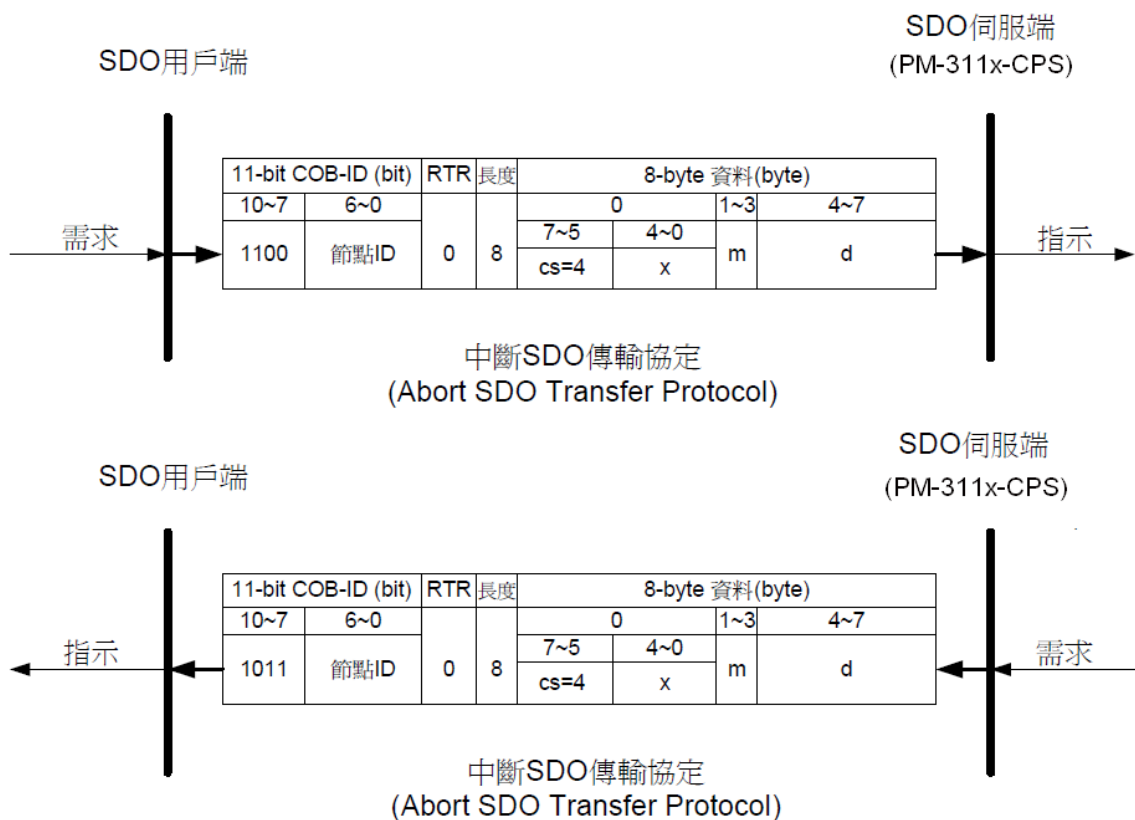 SDO用戶端
SDO伺服端
(PM-311x-CPS)
11-bit COB-ID (bit) RTR 長度 8-byte 資料(byte)
10~7 6~0 0 1~3 4~7
需求 1100 節點ID 0 8 7~5 4~0 m d 指示
cs=4 x
中斷SDO傳輸協定
(Abort SDO Transfer Protocol)
SDO用戶端
SDO伺服端
(PM-311x-CPS)
11-bit COB-ID (bit) RTR 長度 8-byte 資料(byte)
10~7 6~0 0 1~3 4~7
指示 1011 節點ID 0 8 7~5 4~0 m d 需求
cs=4 x
中斷SDO傳輸協定
(Abort SDO Transfer Protocol)